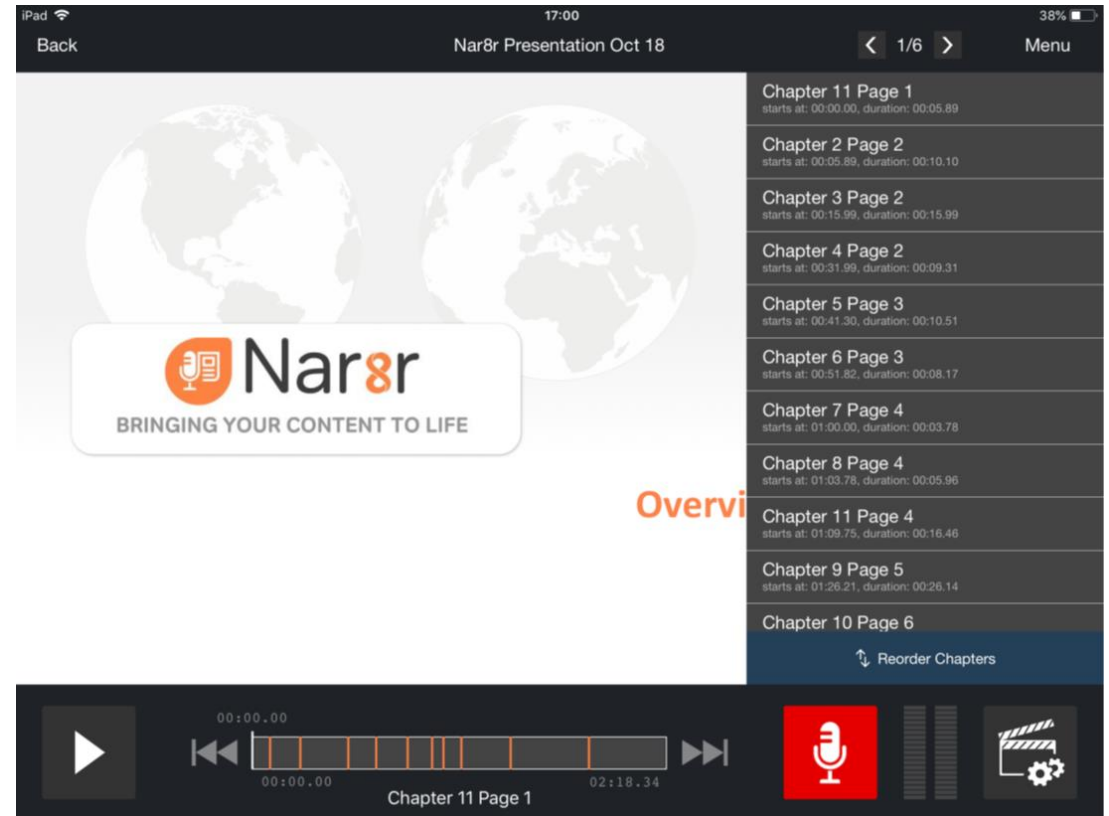 iPad 17:00 38%
Back Nar8r Presentation Oct 18 1/6 Menu
Chapter 11 Page 1
starts at: 00:00.00, duration: 00:05.89
Chapter 2 Page 2
starts at: 00:05.89, duration: 00:10.10
Chapter 3 Page 2
starts at: 00:15.99, duration: 00:15.99
Chapter 4 Page 2
starts at: 00:31.99, duration: 00:09.31
Chapter 5 Page 3
starts at: 00:41.30, duration: 00:10.51
Chapter 6 Page 3
starts at: 00:51.82, duration: 00:08.17
Chapter 7 Page 4
starts at: 01:00.00, duration: 00:03.78
Chapter 8 Page 4
starts at: 01:03.78, duration: 00:05.96
Chapter 11 Page 4
starts at: 01:09.75, duration: 00:16.46
Chapter 9 Page 5
starts at: 01:26.21, duration: 00:26.14
Chapter 10 Page 6
Reorder Chapters
Nar8r
BRINGING YOUR CONTENT TO LIFE
Overvi
00:00.00
00:00.00 02:18.34
Chapter 11 Page 1